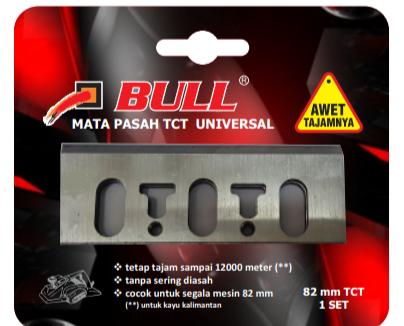 BULL®
MATA PASAH TCT UNIVERSAL
AWET
TAJAMNYA
❖ tetap tajam sampai 12000 meter (**)
❖ tanpa sering diasah
❖ cocok untuk segala mesin 82 mm
(**) untuk kayu kalimantan
82 mm TCT
1 SET